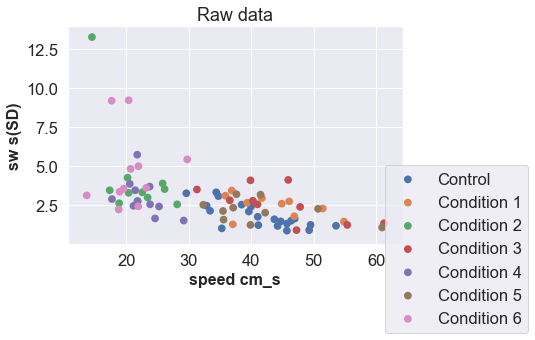 Raw data
12.5
10.0
7.5
5.0
2.5
sw s(SD)
20 30 40 50 60
speed cm_s
Control
Condition 1
Condition 2
Condition 3
Condition 4
Condition 5
Condition 6